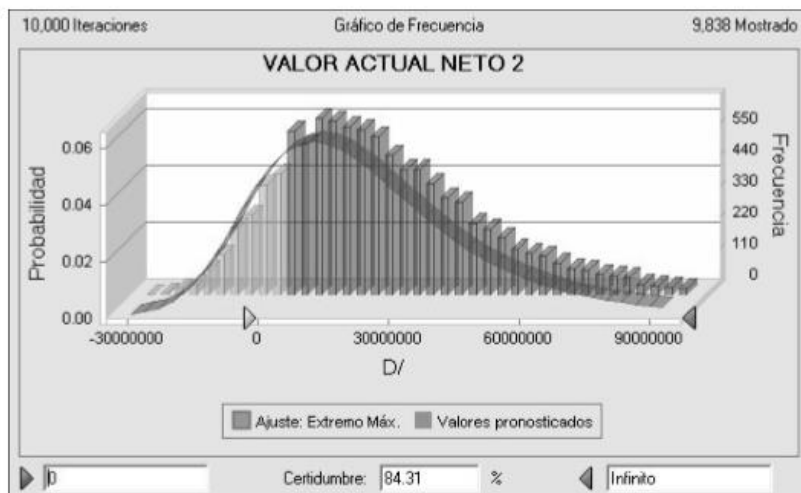 10,000 Iteraciones Gráfico de Frecuencia 9,838 Mostrado
VALOR ACTUAL NETO 2
Probabilidad
0.06
0.04
0.02
0.00
Frecuencia
550
440
330
220
110
0
-30000000 0 30000000 60000000 90000000
D/
Ajuste: Extremo Máx. Valores pronosticados
0 Certidumbre: 84.31 % Infinito